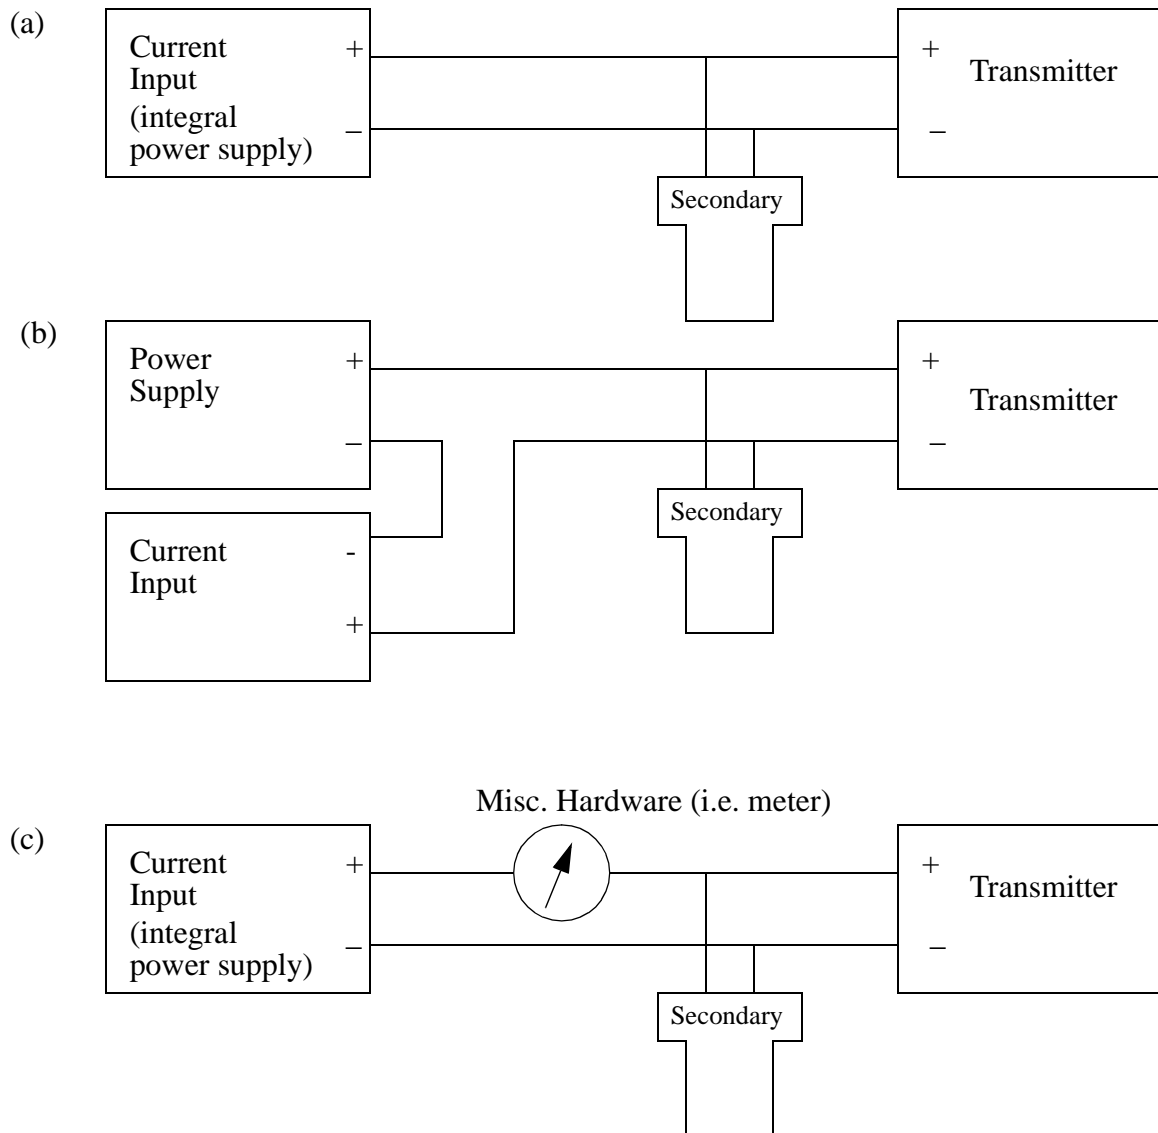 (a)
Current
Input
(integral
power supply)
+
–
+
–
Transmitter
Secondary
(b)
Power
Supply
+
–
Current
Input
-
+
+
–
Transmitter
Secondary
Misc. Hardware (i.e. meter)
(c)
Current
Input
(integral
power supply)
+
–
+
–
Transmitter
Secondary